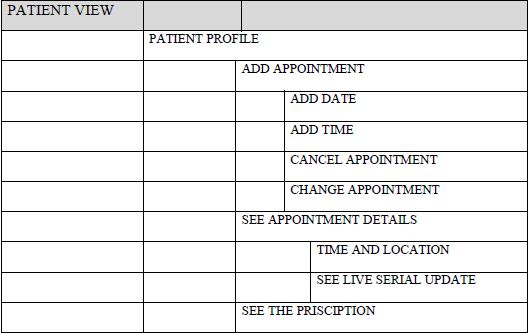 PATIENT VIEW
PATIENT PROFILE
ADD APPOINTMENT
ADD DATE
ADD TIME
CANCEL APPOINTMENT
CHANGE APPOINTMENT
SEE APPOINTMENT DETAILS
TIME AND LOCATION
SEE LIVE SERIAL UPDATE
SEE THE PRISCIPTION